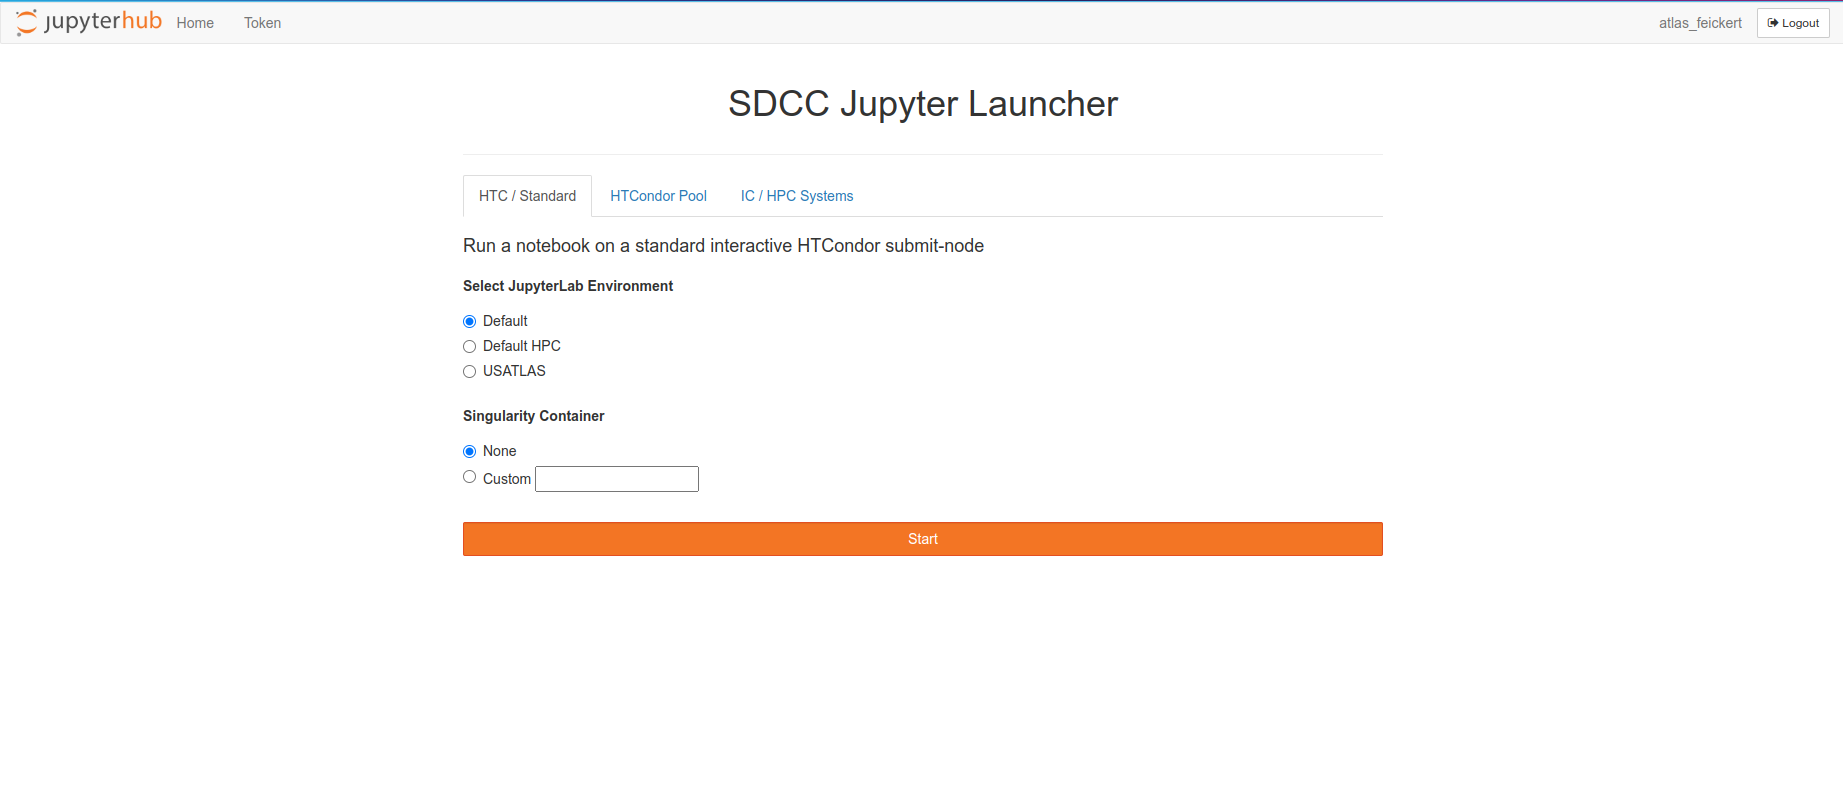 jupyterhub Home Token atlas_feickert Logout
SDCC Jupyter Launcher
HTC / Standard HTCondor Pool IC / HPC Systems
Run a notebook on a standard interactive HTCondor submit-node
Select JupyterLab Environment
Default
Default HPC
USATLAS
Singularity Container
None
Custom
Start